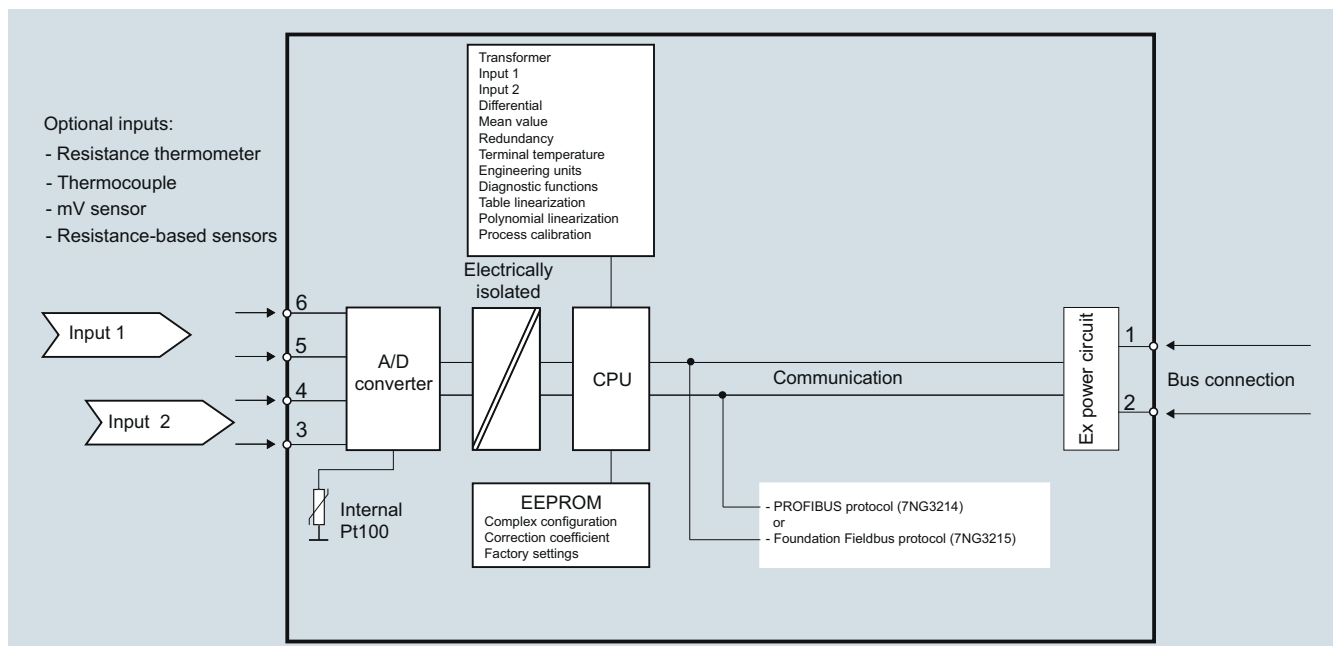 Optional inputs:
- Resistance thermometer
- Thermocouple
- mV sensor
- Resistance-based sensors
Input 1
Input 2
Transformer
Input 1
Input 2
Differential
Mean value
Redundancy
Terminal temperature
Engineering units
Diagnostic functions
Table linearization
Polynomial linearization
Process calibration
Electrically
isolated
6
5
4
3
A/D
converter
CPU
Communication
Ex power circuit
1
2
Bus connection
Internal
Pt100
EEPROM
Complex configuration
Correction coefficient
Factory settings
- PROFIBUS protocol (7NG3214)
or
- Foundation Fieldbus protocol (7NG3215)